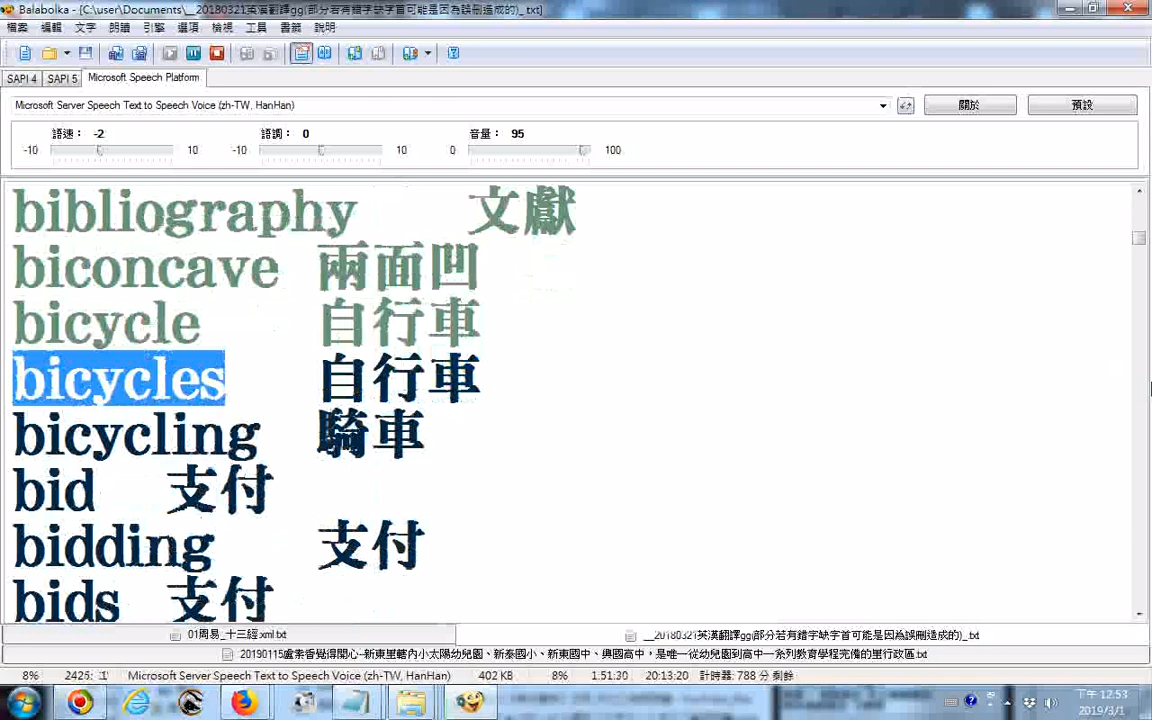 Balabolka - [C:\user\Documents\__20180321英漢翻譯gg(部分若有錯字缺字首可能是因為誤刪造成的)_.txt]
檔案 編輯 文字 朗讀 引擎 選項 檢視 工具 書籤 說明
SAPI 4 SAPI 5 Microsoft Speech Platform
Microsoft Server Speech Text to Speech Voice (zh-TW, HanHan) 關於 預設
語速： -2 語調： 0 音量： 95
-10 10 -10 10 0 100
bibliography 文獻
biconcave 兩面凹
bicycle 自行車
bicycles 自行車
bicycling 騎車
bid 支付
bidding 支付
bids 支付
01周易_十三經.xml.txt __20180321英漢翻譯gg(部分若有錯字缺字首可能是因為誤刪造成的)_.txt
20190115盧素香覺得開心--新東里轄內小太陽幼兒園、新泰國小、新東國中、興國高中，是唯一從幼兒園到高中一系列教育學程完備的里行政區.txt
8% 2425: 1 Microsoft Server Speech Text to Speech Voice (zh-TW, HanHan) 402 KB 8% 1:51:30 20:13:20 計時器: 788 分 剩餘
下午 12:53
2019/3/1